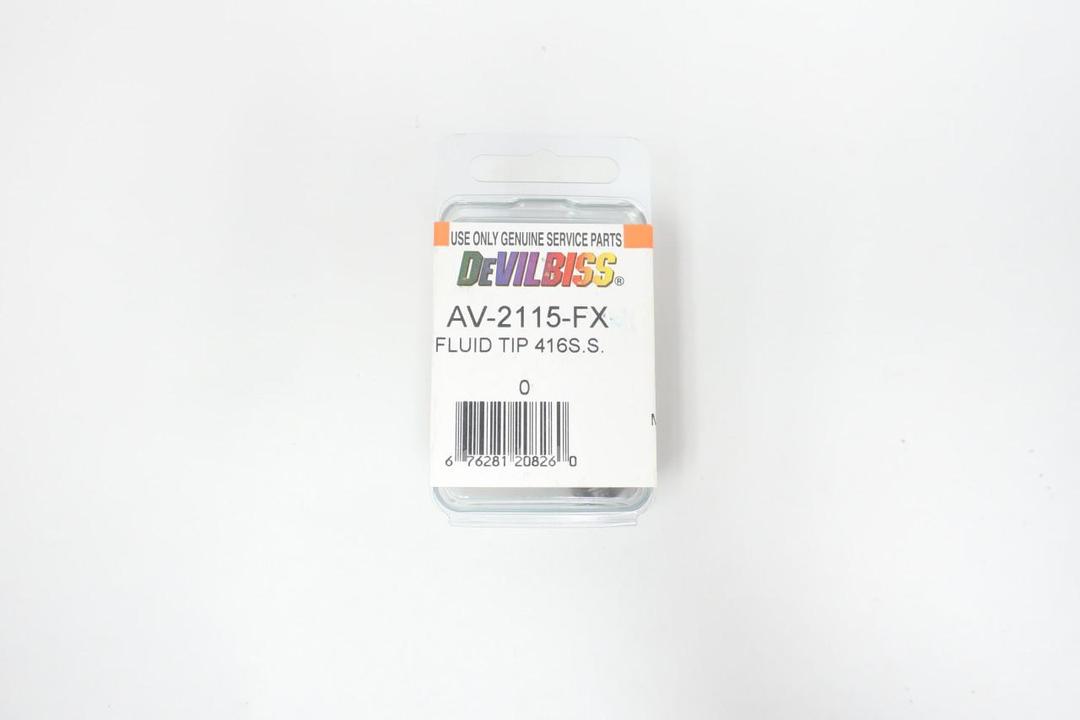 USE ONLY GENUINE SERVICE PARTS
DEVILBISS®
AV-2115-FX
FLUID TIP 416S.S.
0
6 76281 20826 0